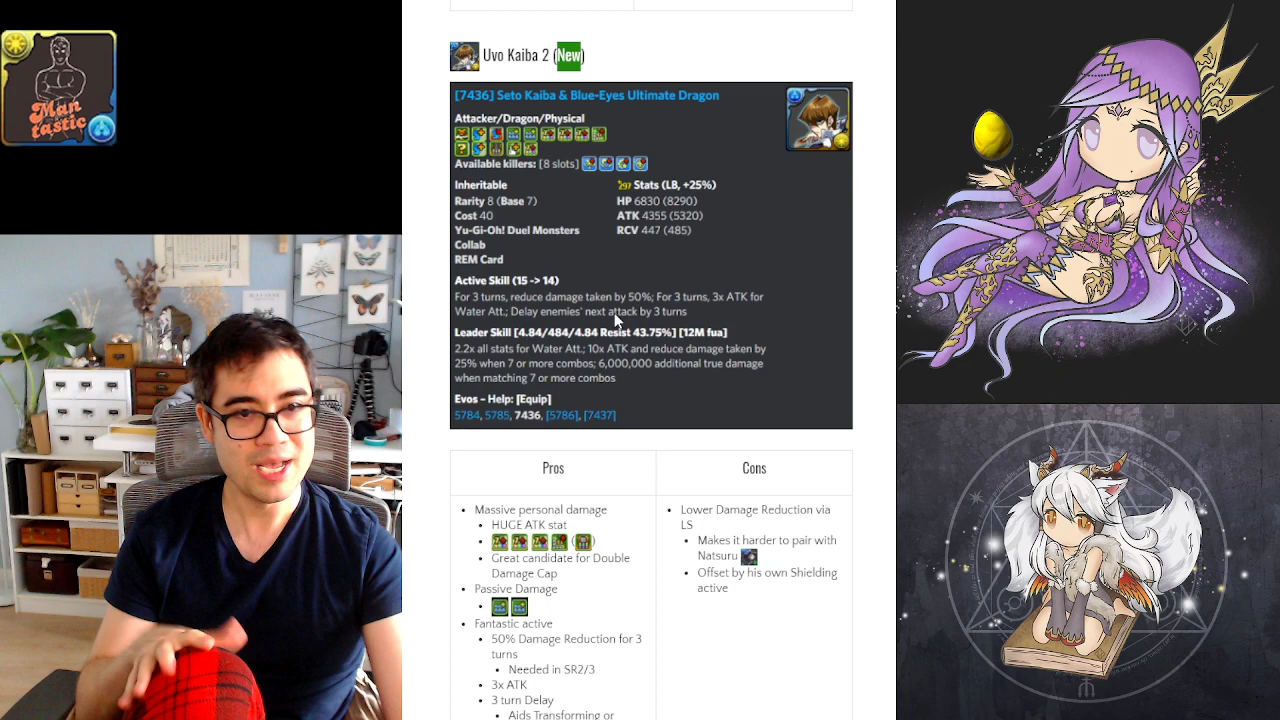 Man
tastic
Uvo Kaiba 2 (New)
[7436] Seto Kaiba & Blue-Eyes Ultimate Dragon
Attacker/Dragon/Physical
Available killers: [8 slots]
Inheritable
Rarity 8 (Base 7)
Cost 40
Yu-Gi-Oh! Duel Monsters
Collab
REM Card
297 Stats (LB, +25%)
HP 6830 (8290)
ATK 4355 (5320)
RCV 447 (485)
Active Skill (15 -> 14)
For 3 turns, reduce damage taken by 50%; For 3 turns, 3x ATK for
Water Att.; Delay enemies' next attack by 3 turns
Leader Skill [4.84/484/4.84 Resist 43.75%] [12M fua]
2.2x all stats for Water Att.; 10x ATK and reduce damage taken by
25% when 7 or more combos; 6,000,000 additional true damage
when matching 7 or more combos
Evos – Help: [Equip]
5784, 5785, 7436, [5786], [7437]
Pros
Massive personal damage
HUGE ATK stat
( )
Great candidate for Double
Damage Cap
Passive Damage
Fantastic active
50% Damage Reduction for 3
turns
Needed in SR2/3
3x ATK
3 turn Delay
Aids Transforming or
Cons
Lower Damage Reduction via
LS
Makes it harder to pair with
Natsuru
Offset by his own Shielding
active